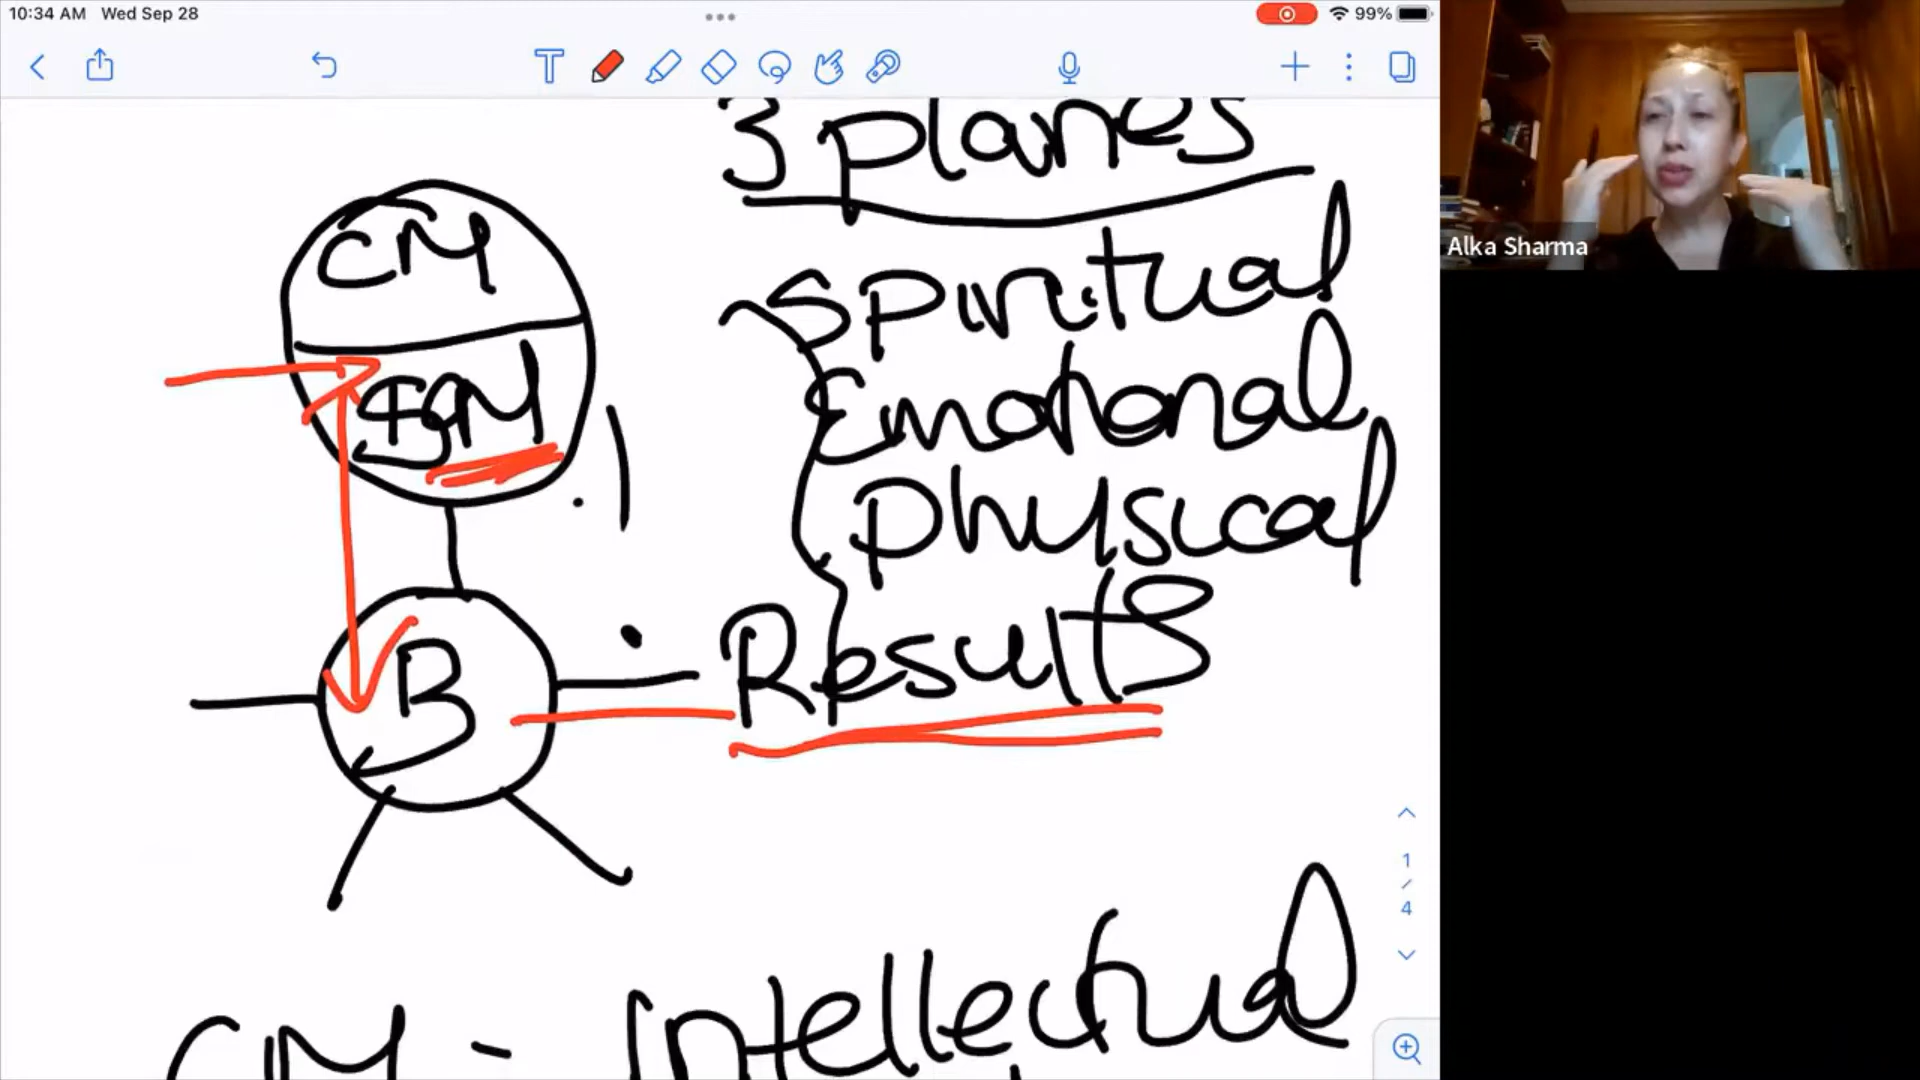 10:34 AM Wed Sep 28
99%
3 planes
CM
Spiritual
SCM
Emotional
Physical
B
Results
CM - Intellectual
1
/
4
Alka Sharma